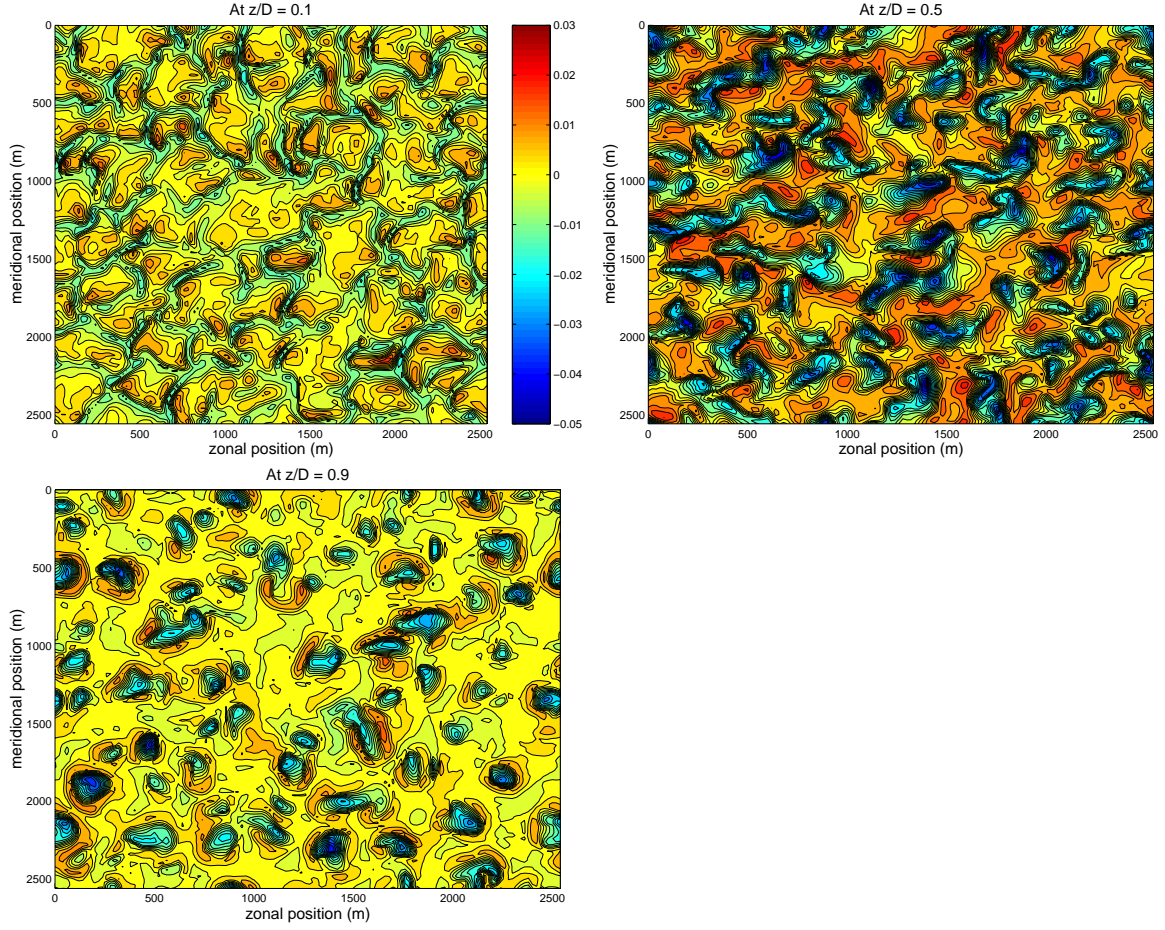 At z/D = 0.1
0
500
1000
1500
2000
2500
meridional position (m)
0 500 1000 1500 2000 2500
zonal position (m)
0.03
0.02
0.01
0
−0.01
−0.02
−0.03
−0.04
−0.05
At z/D = 0.5
0
500
1000
1500
2000
2500
meridional position (m)
0 500 1000 1500 2000 2500
zonal position (m)
At z/D = 0.9
0
500
1000
1500
2000
2500
meridional position (m)
0 500 1000 1500 2000 2500
zonal position (m)